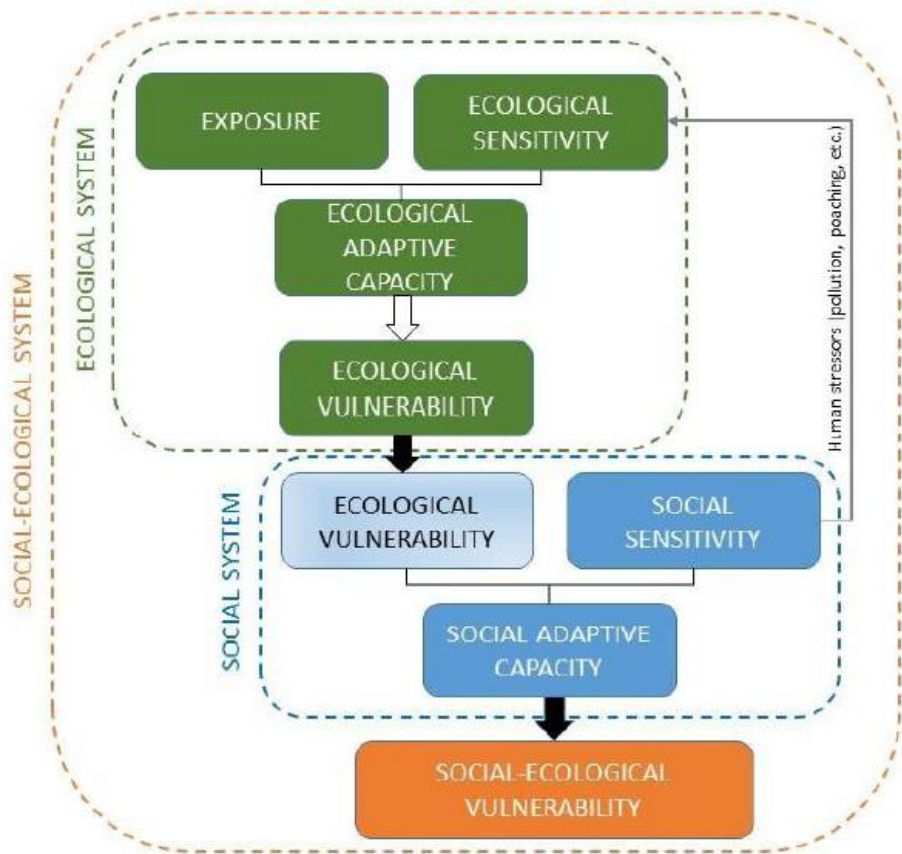 EXPOSURE
ECOLOGICAL
SENSITIVITY
ECOLOGICAL
ADAPTIVE
CAPACITY
ECOLOGICAL
VULNERABILITY
ECOLOGICAL SYSTEM
SOCIAL-ECOLOGICAL SYSTEM
Human stressors |pollution, poaching, etc.)
ECOLOGICAL
VULNERABILITY
SOCIAL
SENSITIVITY
SOCIAL SYSTEM
SOCIAL ADAPTIVE
CAPACITY
SOCIAL-ECOLOGICAL
VULNERABILITY